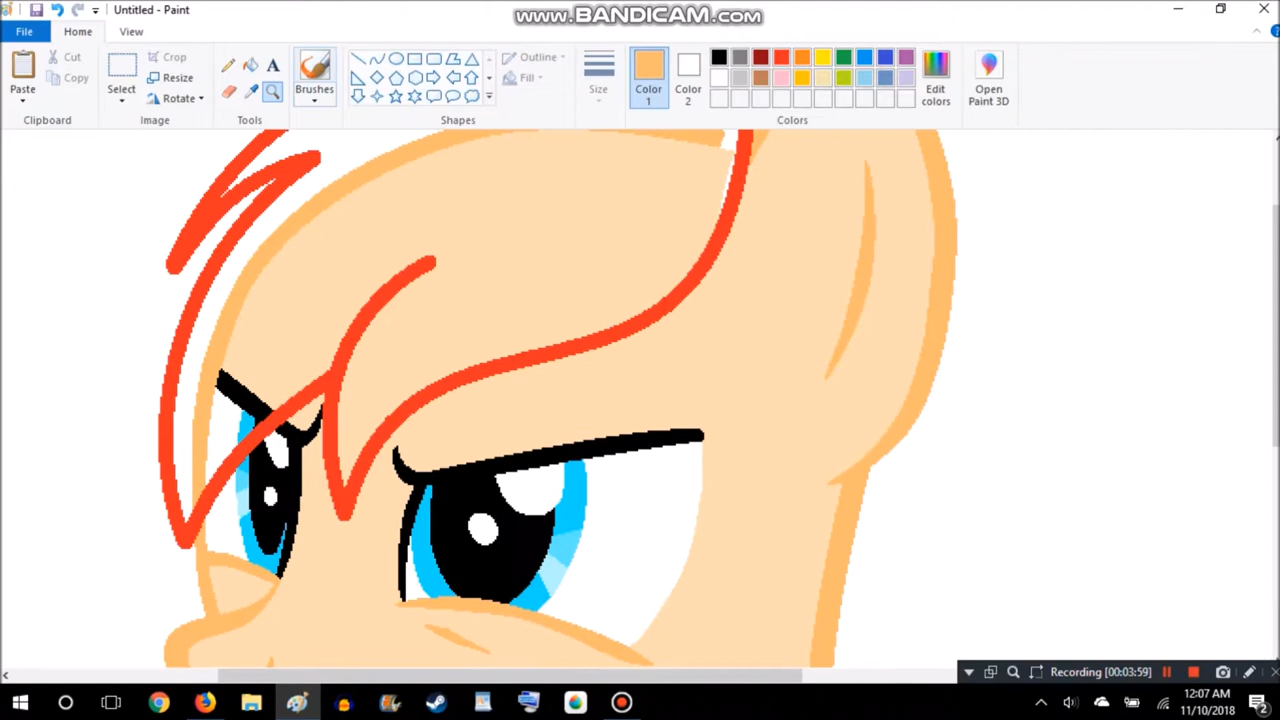 Untitled - Paint
www.BANDICAM.com
File
Home
View
Paste
Cut
Copy
Clipboard
Select
Crop
Resize
Rotate
Image
Tools
Brushes
Outline
Fill
Shapes
Size
Color
1
Color
2
Colors
Edit
colors
Open
Paint 3D
Recording [00:03:59]
12:07 AM
11/10/2018
2